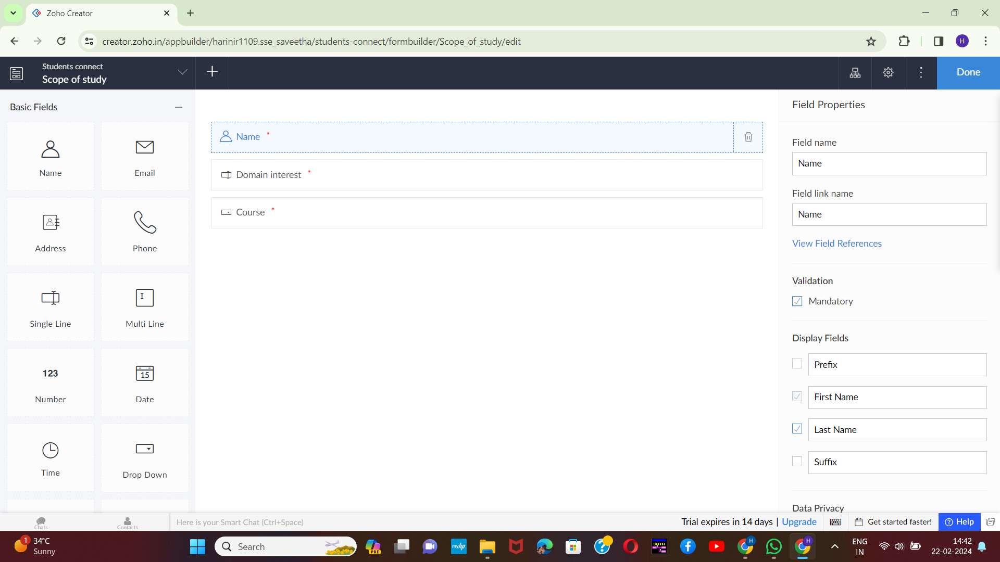 Zoho Creator
creator.zoho.in/appbuilder/harinir1109.sse_saveetha/students-connect/formbuilder/Scope_of_study/edit
H
Students connect
Scope of study
Done
Basic Fields
Name
Email
Address
Phone
Single Line
Multi Line
123
Number
15
Date
Time
Drop Down
Name *
Domain interest *
Course *
Field Properties
Field name
Name
Field link name
Name
View Field References
Validation
Mandatory
Display Fields
Prefix
First Name
Last Name
Suffix
Data Privacy
Chats
Contacts
Here is your Smart Chat (Ctrl+Space)
Trial expires in 14 days | Upgrade
Get started faster!
Help
1
34°C
Sunny
Search
PRE
myhp
DATA
H
H
ENG
IN
14:42
22-02-2024